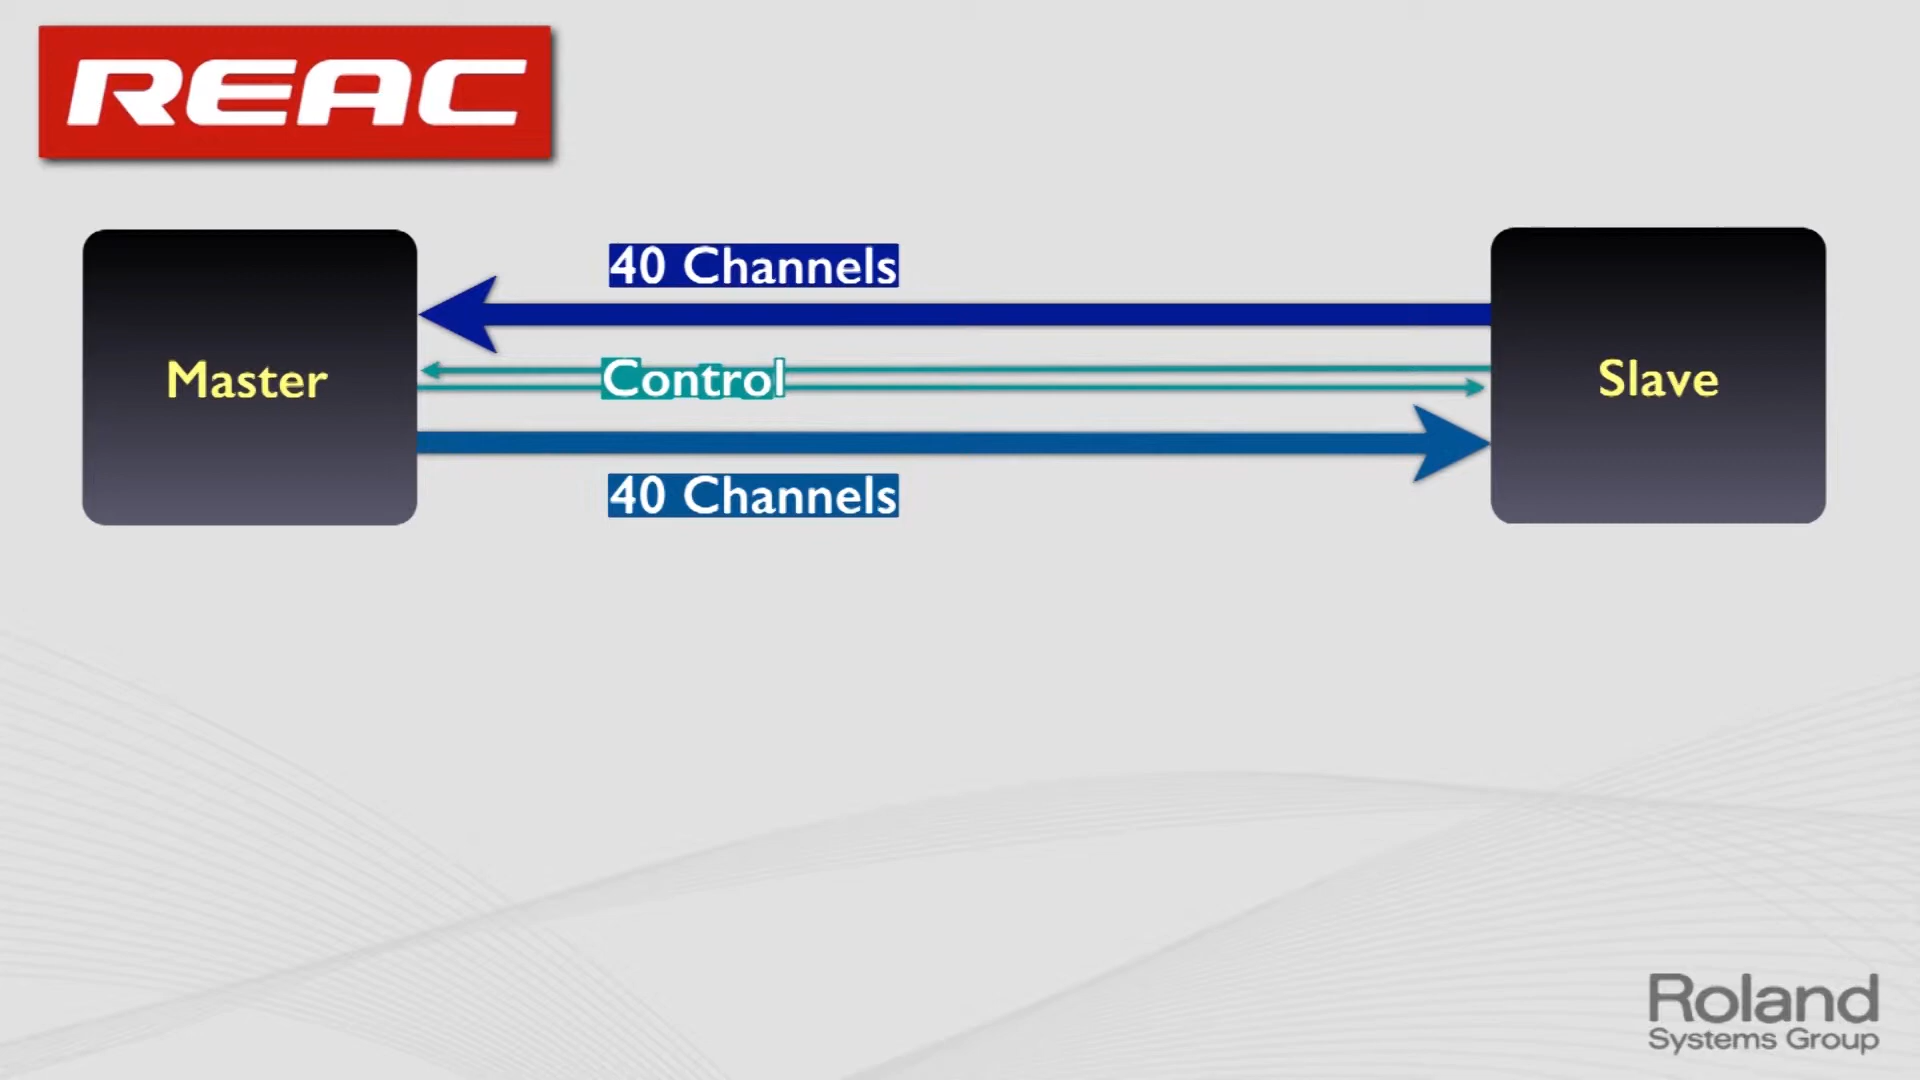 REAC
40 Channels
Master
Control
Slave
40 Channels
Roland
Systems Group